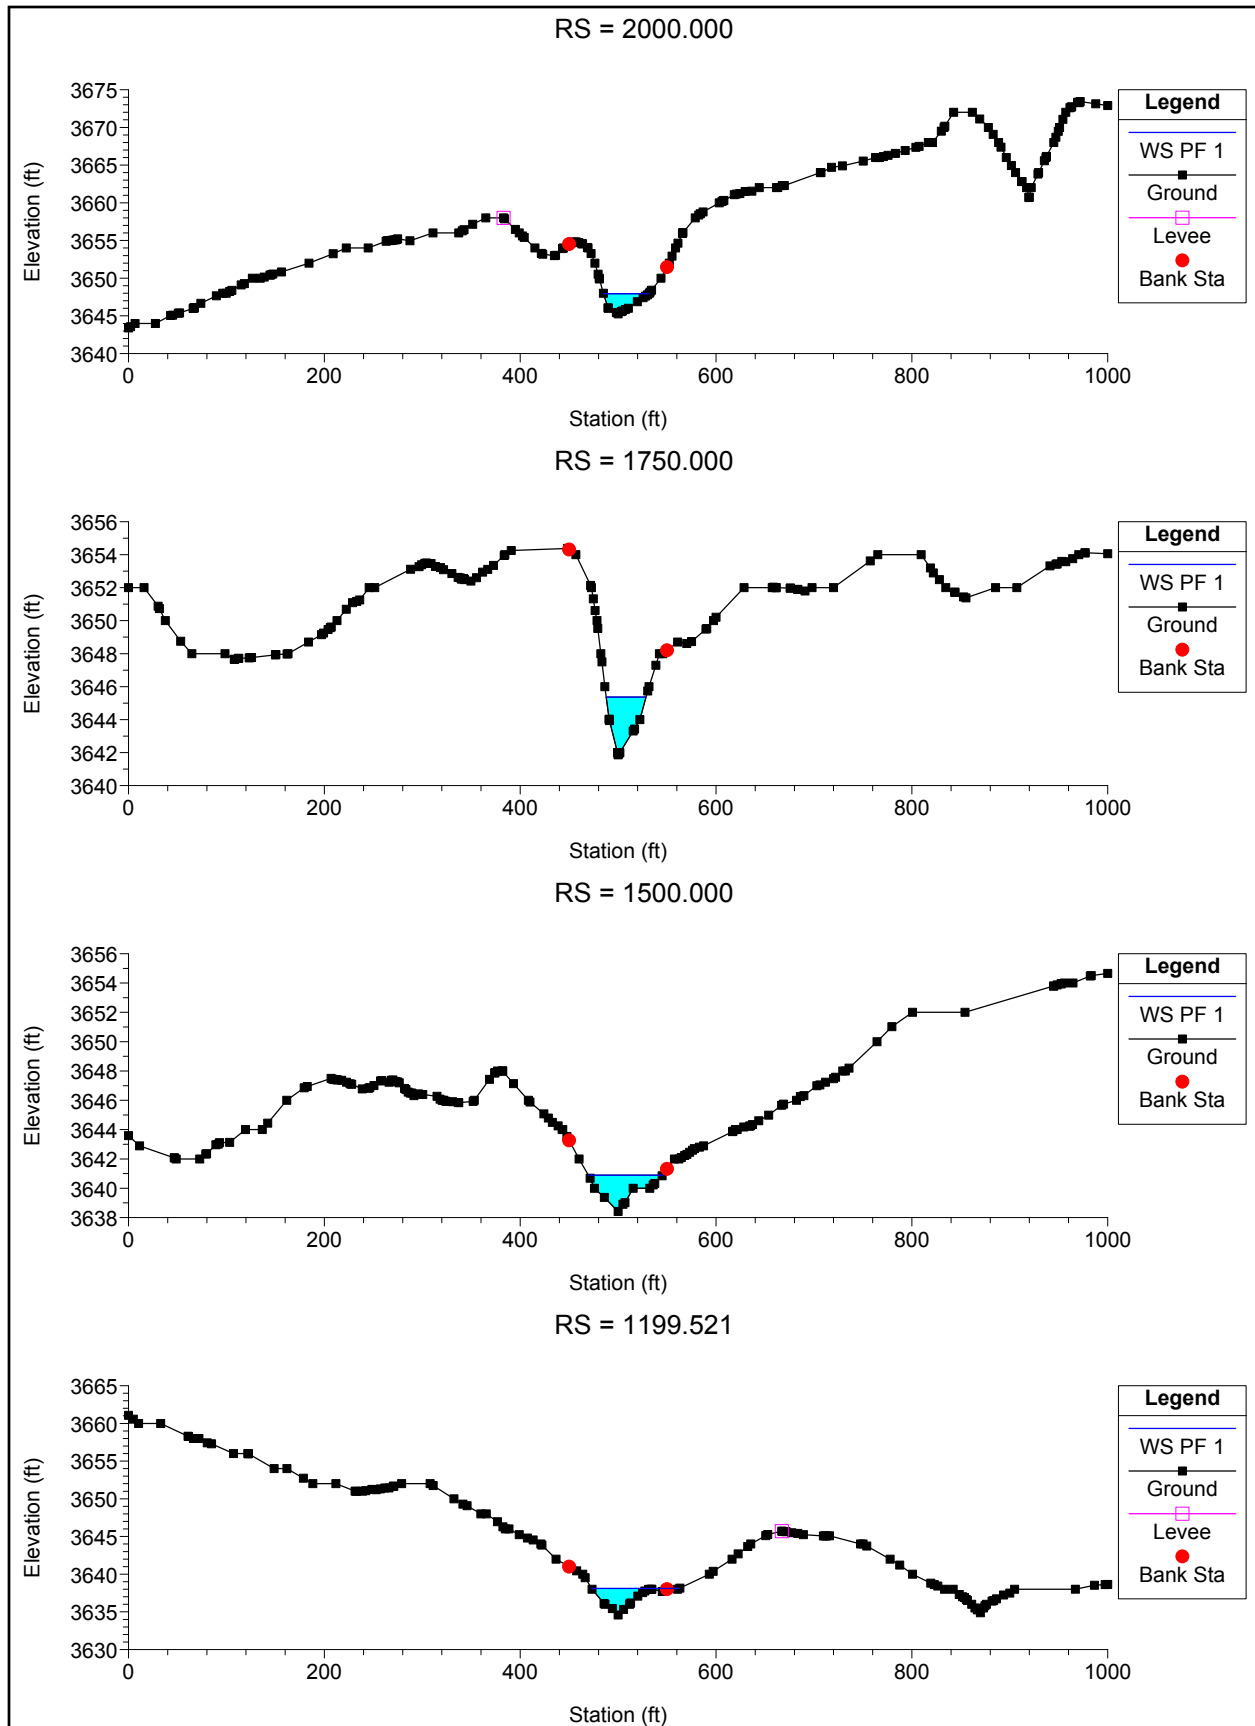 RS = 2000.000
3675
3670
3665
3660
3655
3650
3645
3640
Elevation (ft)
0 200 400 600 800 1000
Station (ft)
Legend
WS PF 1
Ground
Levee
Bank Sta
RS = 1750.000
3656
3654
3652
3650
3648
3646
3644
3642
3640
Elevation (ft)
0 200 400 600 800 1000
Station (ft)
Legend
WS PF 1
Ground
Bank Sta
RS = 1500.000
3656
3654
3652
3650
3648
3646
3644
3642
3640
3638
Elevation (ft)
0 200 400 600 800 1000
Station (ft)
Legend
WS PF 1
Ground
Bank Sta
RS = 1199.521
3665
3660
3655
3650
3645
3640
3635
3630
Elevation (ft)
0 200 400 600 800 1000
Station (ft)
Legend
WS PF 1
Ground
Levee
Bank Sta